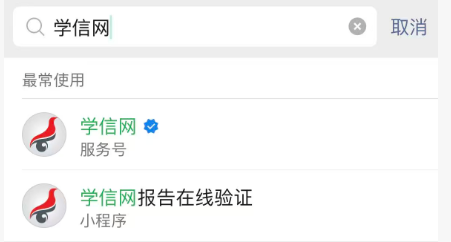 学信网 取消
最常使用
学信网
服务号
学信网报告在线验证
小程序